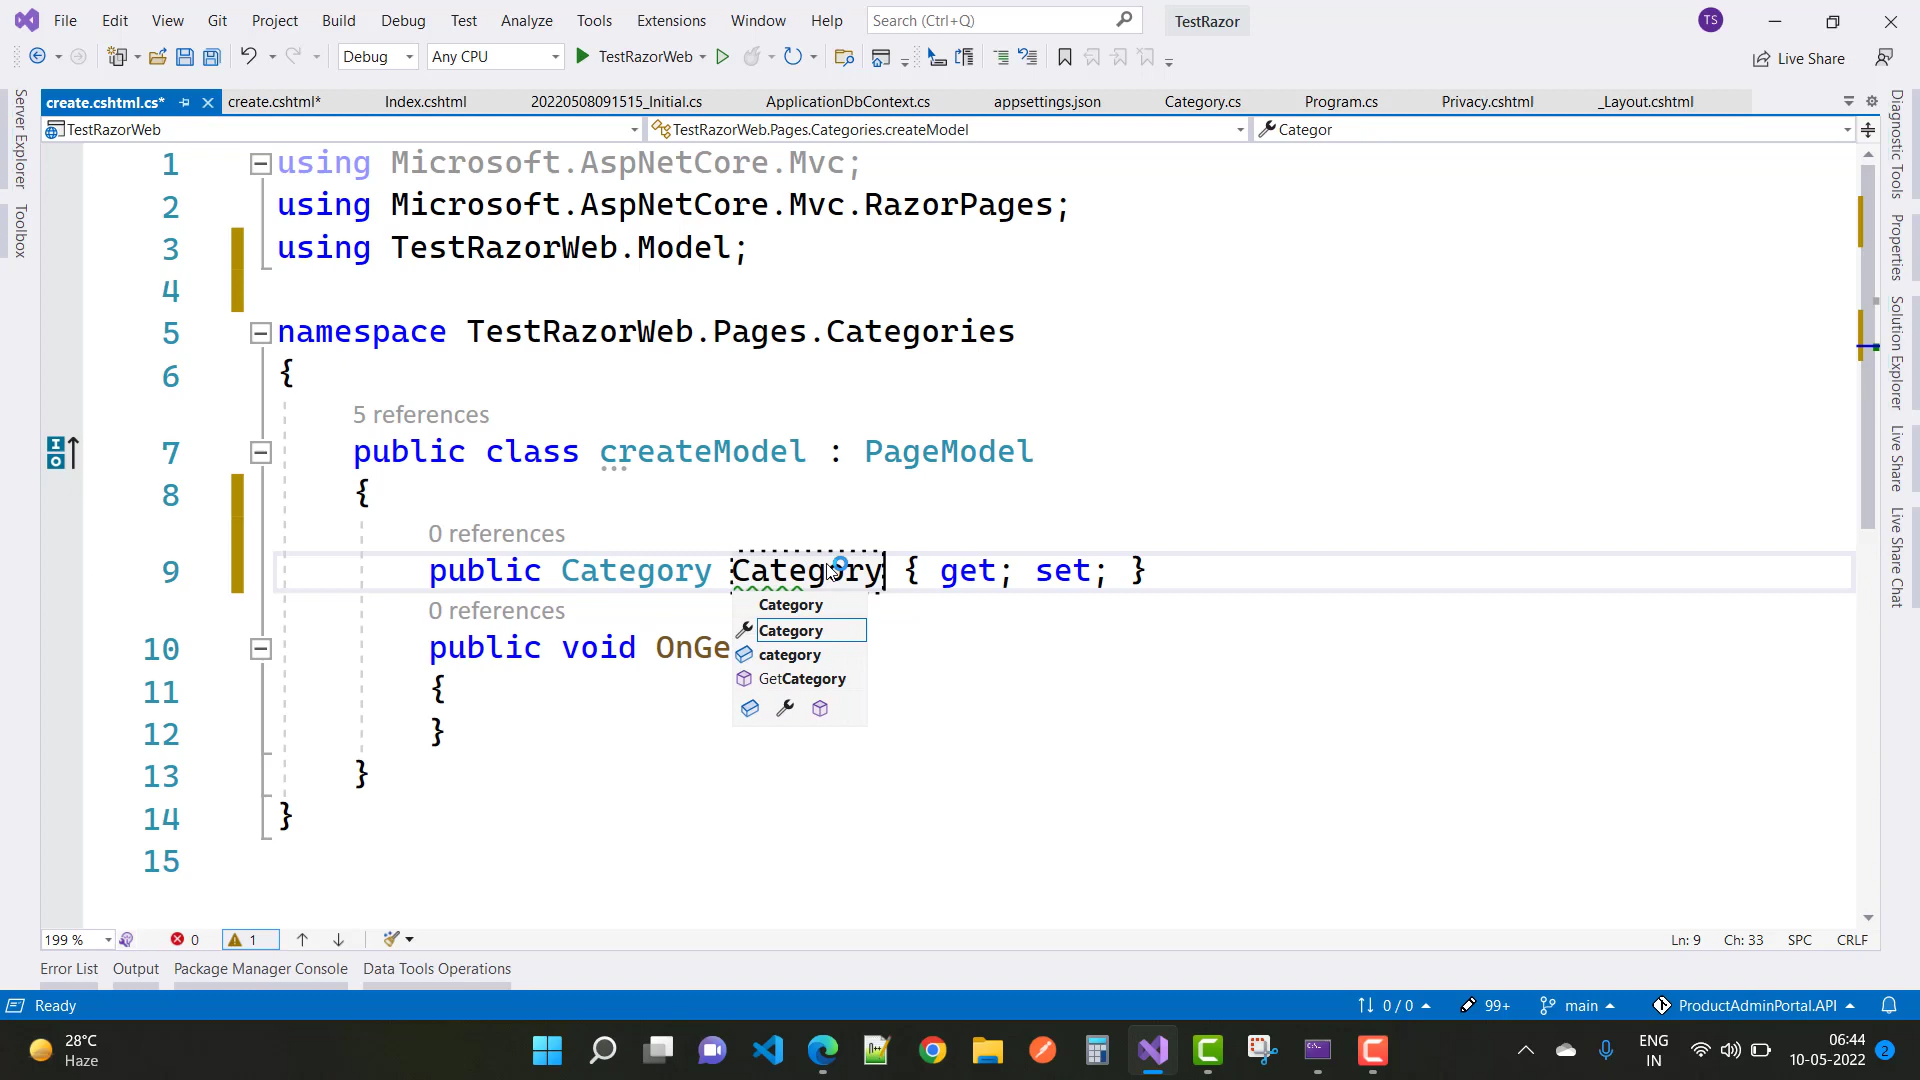 File Edit View Git Project Build Debug Test Analyze Tools Extensions Window Help Search (Ctrl+Q) TestRazor TS
Debug Any CPU TestRazorWeb Live Share
create.cshtml.cs* create.cshtml* Index.cshtml 20220508091515_Initial.cs ApplicationDbContext.cs appsettings.json Category.cs Program.cs Privacy.cshtml _Layout.cshtml
TestRazorWeb TestRazorWeb.Pages.Categories.createModel Categor
Server Explorer
Toolbox
1 using Microsoft.AspNetCore.Mvc;
2 using Microsoft.AspNetCore.Mvc.RazorPages;
3 using TestRazorWeb.Model;
4
5 namespace TestRazorWeb.Pages.Categories
6 {
5 references
7 public class createModel : PageModel
8 {
0 references
9 public Category Category { get; set; }
0 references
10 public void OnGe
11 {
12 }
13 }
14 }
15
Category
Category
category
GetCategory
Diagnostic Tools
Properties
Solution Explorer
Live Share
Live Share Chat
199 % 0 1 Ln: 9 Ch: 33 SPC CRLF
Error List Output Package Manager Console Data Tools Operations
Ready 0 / 0 99+ main ProductAdminPortal.API
28°C
Haze
ENG
IN
06:44
10-05-2022
2